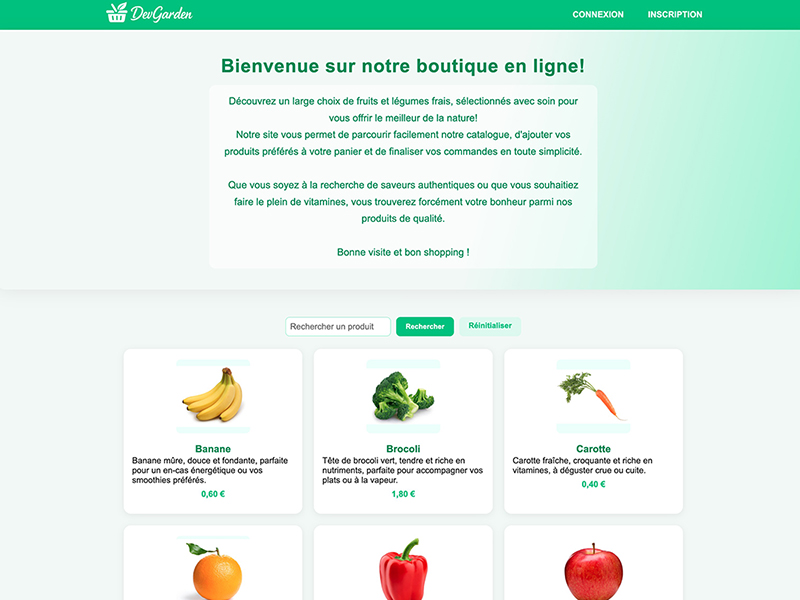 DevGarden
CONNEXION INSCRIPTION
Bienvenue sur notre boutique en ligne!
Découvrez un large choix de fruits et légumes frais, sélectionnés avec soin pour
vous offrir le meilleur de la nature!
Notre site vous permet de parcourir facilement notre catalogue, d'ajouter vos
produits préférés à votre panier et de finaliser vos commandes en toute simplicité.
Que vous soyez à la recherche de saveurs authentiques ou que vous souhaitiez
faire le plein de vitamines, vous trouverez forcément votre bonheur parmi nos
produits de qualité.
Bonne visite et bon shopping !
Rechercher un produit
Rechercher
Réinitialiser
Banane
Banane mûre, douce et fondante, parfaite
pour un en-cas énergétique ou vos
smoothies préférés.
0,60 €
Brocoli
Tête de brocoli vert, tendre et riche en
nutriments, parfaite pour accompagner vos
plats ou à la vapeur.
1,80 €
Carotte
Carotte fraîche, croquante et riche en
vitamines, à déguster crue ou cuite.
0,40 €